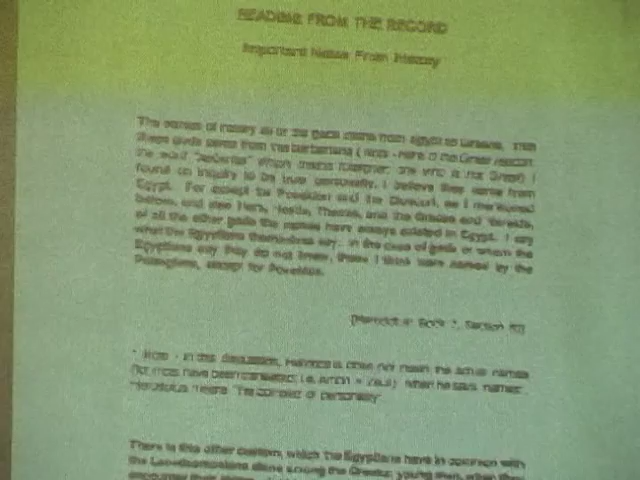 READING FROM THE RECORD
Important Notes From History
The names of nearly all of the gods came from Egypt to Greece. That
these gods came from the barbarians ( here of the Greek
the word "barbarian" which means foreigner, one who is not Greek) I
found on inquiry to be true personally, I believe they came from
Egypt. For except for Poseidon and the Dioscuri, as I mentioned
before, and also Hera, Hestia, Themis, and the Graces and Nereids,
of all the other gods the names have always existed in Egypt. I say
what the Egyptians themselves say. In the case of gods of whom the
Egyptians say they do not know, these I think were named by the
Pelasgians, except for Poseidon.
Book Section
* Note - In this discussion, Herodotus does not mean the actual names
(for most have been i.e. Amon = Zeus) when he says "names".
Herodotus means "the concept of personality"
There is this other custom, which the Egyptians have in common with
the Lacedaemonians alone among the Greeks: young men, when they